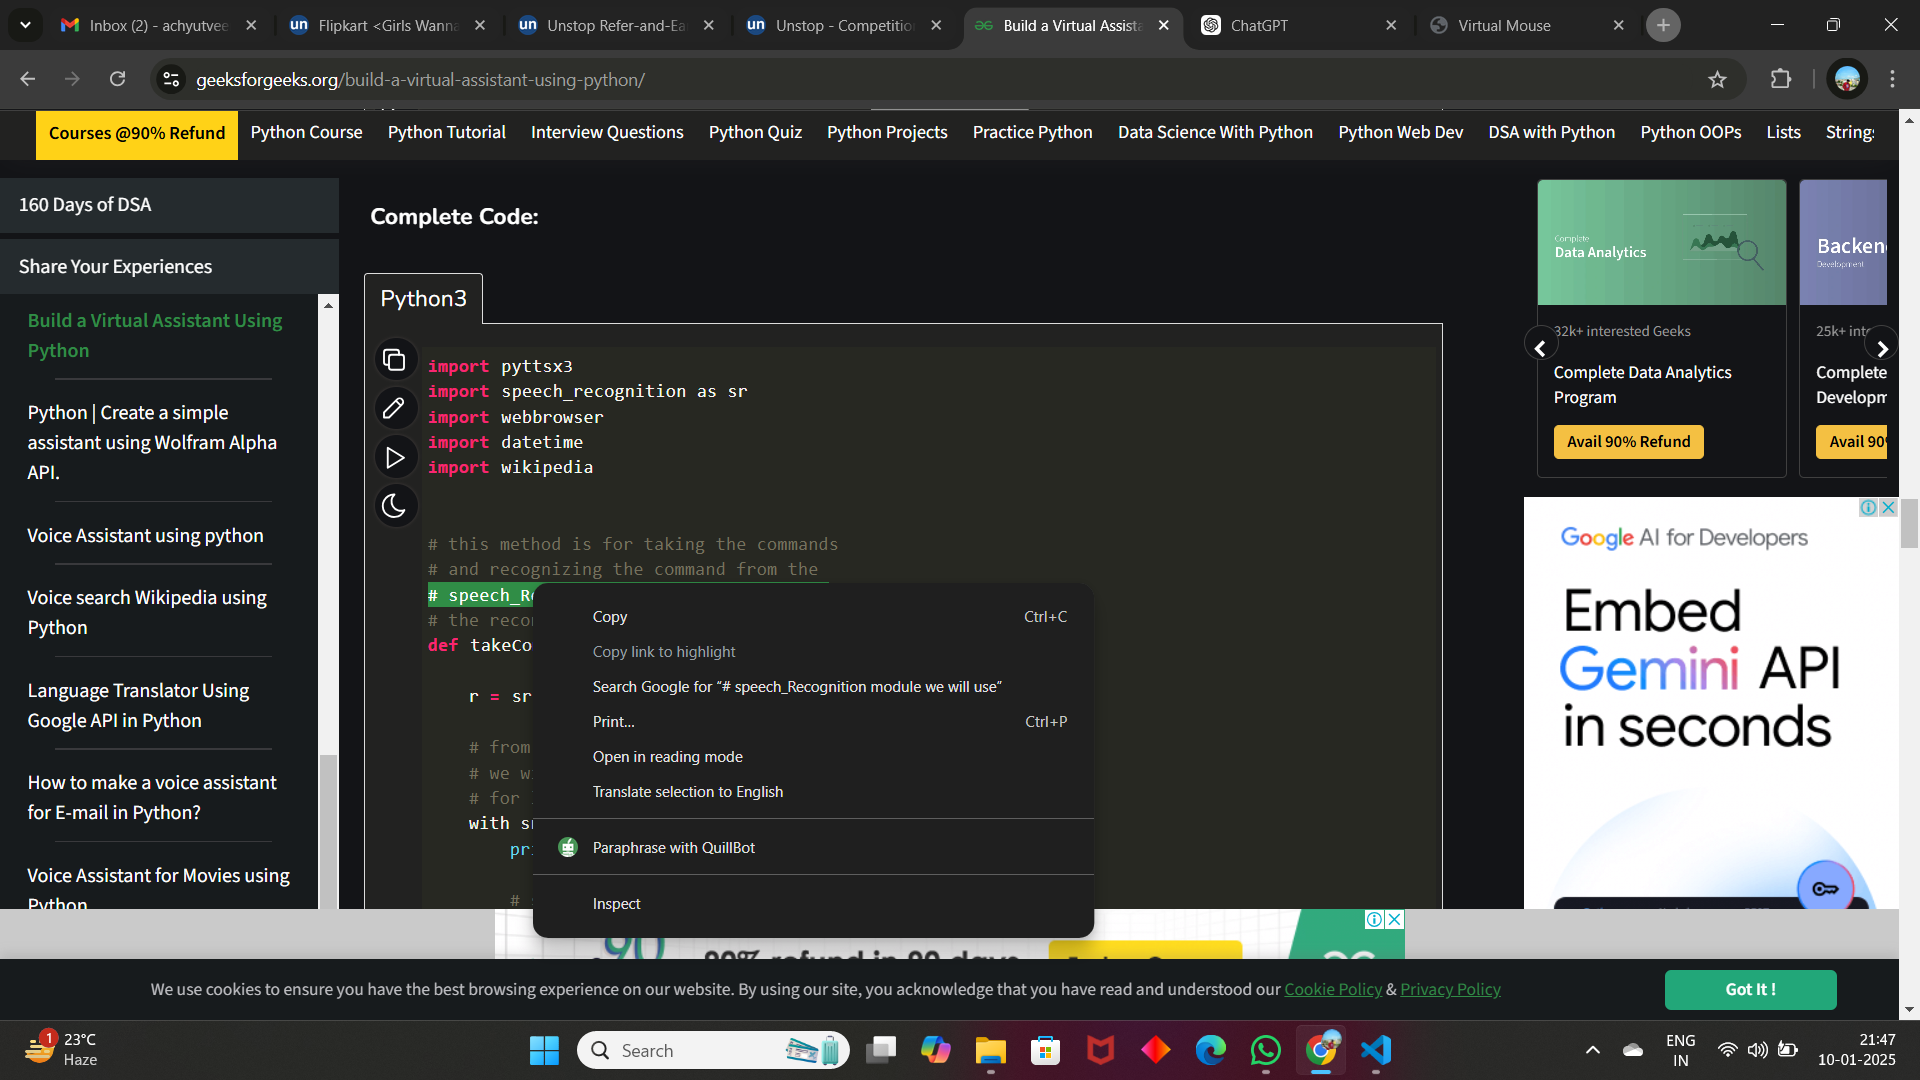 Inbox (2) - achyutvee
Flipkart <Girls Wanna
Unstop Refer-and-Ea
Unstop - Competition
Build a Virtual Assista
ChatGPT
Virtual Mouse
geeksforgeeks.org/build-a-virtual-assistant-using-python/
Courses @90% Refund
Python Course
Python Tutorial
Interview Questions
Python Quiz
Python Projects
Practice Python
Data Science With Python
Python Web Dev
DSA with Python
Python OOPs
Lists
Strings
160 Days of DSA
Share Your Experiences
Build a Virtual Assistant Using
Python
Python | Create a simple
assistant using Wolfram Alpha
API.
Voice Assistant using python
Voice search Wikipedia using
Python
Language Translator Using
Google API in Python
How to make a voice assistant
for E-mail in Python?
Voice Assistant for Movies using
Python
Complete Code:
Python3
import pyttsx3
import speech_recognition as sr
import webbrowser
import datetime
import wikipedia
# this method is for taking the commands
# and recognizing the command from the
# speech_Re
# the reco
def takeCo
r = sr
# from
# we w
# for
with s
pri
#
Copy Ctrl+C
Copy link to highlight
Search Google for “# speech_Recognition module we will use”
Print... Ctrl+P
Open in reading mode
Translate selection to English
Paraphrase with QuillBot
Inspect
Complete
Data Analytics
32k+ interested Geeks
Complete Data Analytics
Program
Avail 90% Refund
Backen
Development
25k+ inte
Complete
Developm
Avail 90%
Google AI for Developers
Embed
Gemini API
in seconds
90
90% refund in 90 days
We use cookies to ensure you have the best browsing experience on our website. By using our site, you acknowledge that you have read and understood our Cookie Policy & Privacy Policy
Got It !
1
23°C
Haze
Search
ENG
IN
21:47
10-01-2025